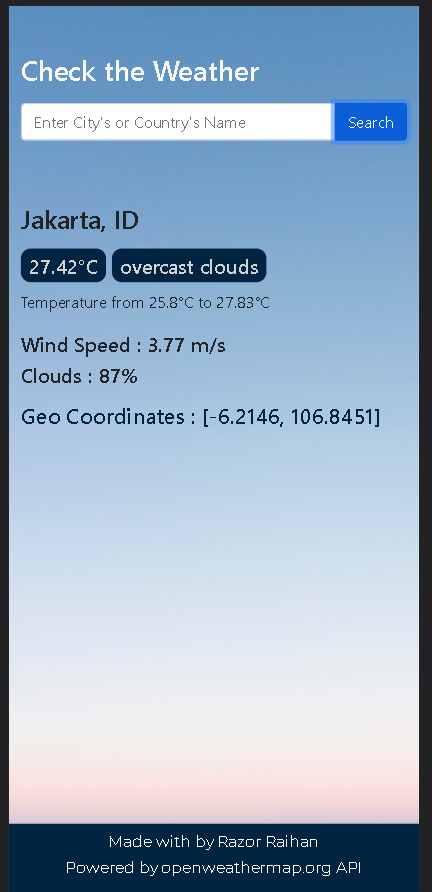 Check the Weather
Enter City's or Country's Name Search
Jakarta, ID
27.42°C overcast clouds
Temperature from 25.8°C to 27.83°C
Wind Speed : 3.77 m/s
Clouds : 87%
Geo Coordinates : [-6.2146, 106.8451]
Made with by Razor Raihan
Powered by openweathermap.org API